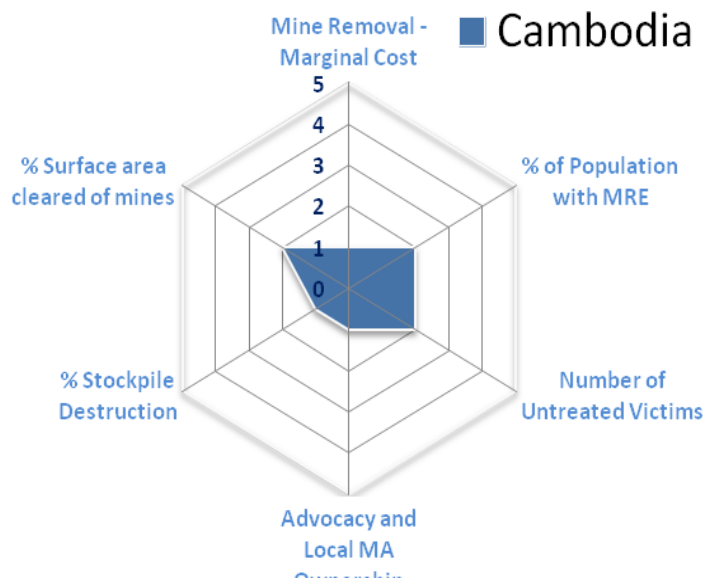 Mine Removal -
Marginal Cost
Cambodia
5
4
3
2
1
0
% Surface area
cleared of mines
% of Population
with MRE
% Stockpile
Destruction
Number of
Untreated Victims
Advocacy and
Local MA